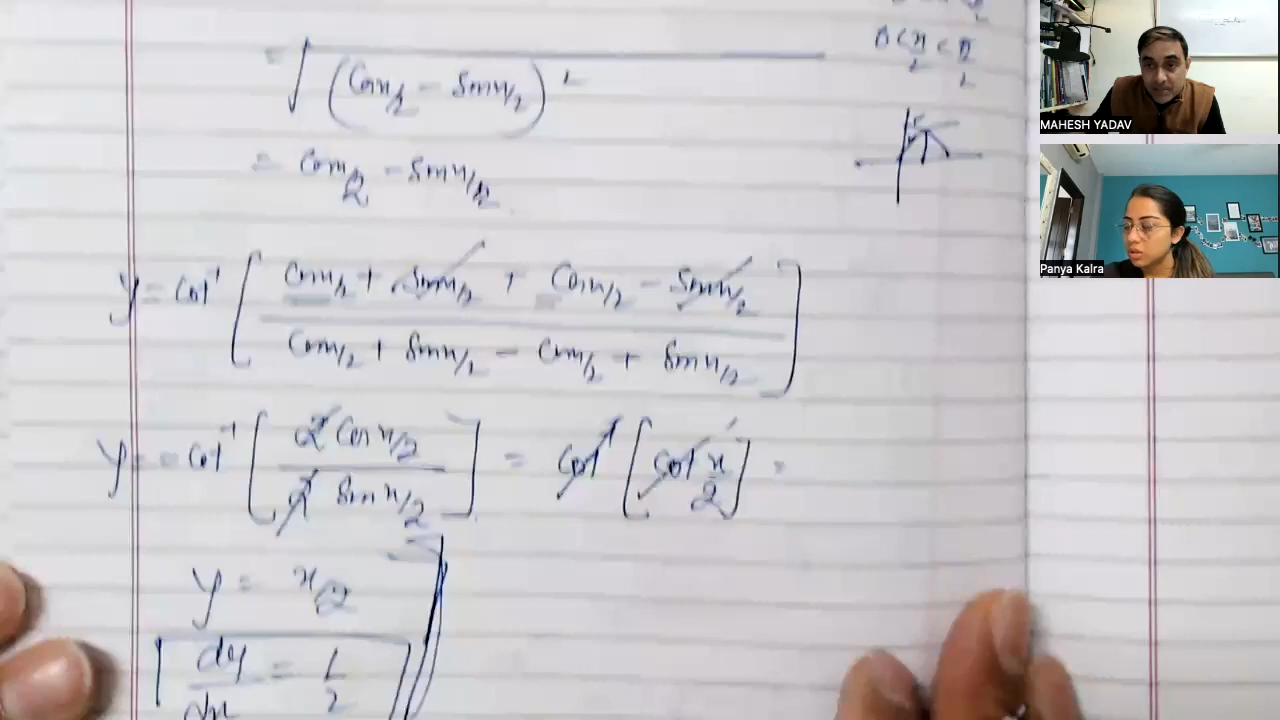 = √(Cos x/2 - Sin x/2)²
0 < x/2 < π/2
= Cos x/2 - Sin x/2
y = cot⁻¹ [ (Cos x/2 + Sin x/2 + Cos x/2 - Sin x/2) / (Cos x/2 + Sin x/2 - Cos x/2 + Sin x/2) ]
y = = cot⁻¹ [ 2 Cos x/2 / 2 Sin x/2 ] = cot⁻¹ [ cot x/2 ] =
y = x/2
dy/dx = 1/2
MAHESH YADAV
Panya Kalra